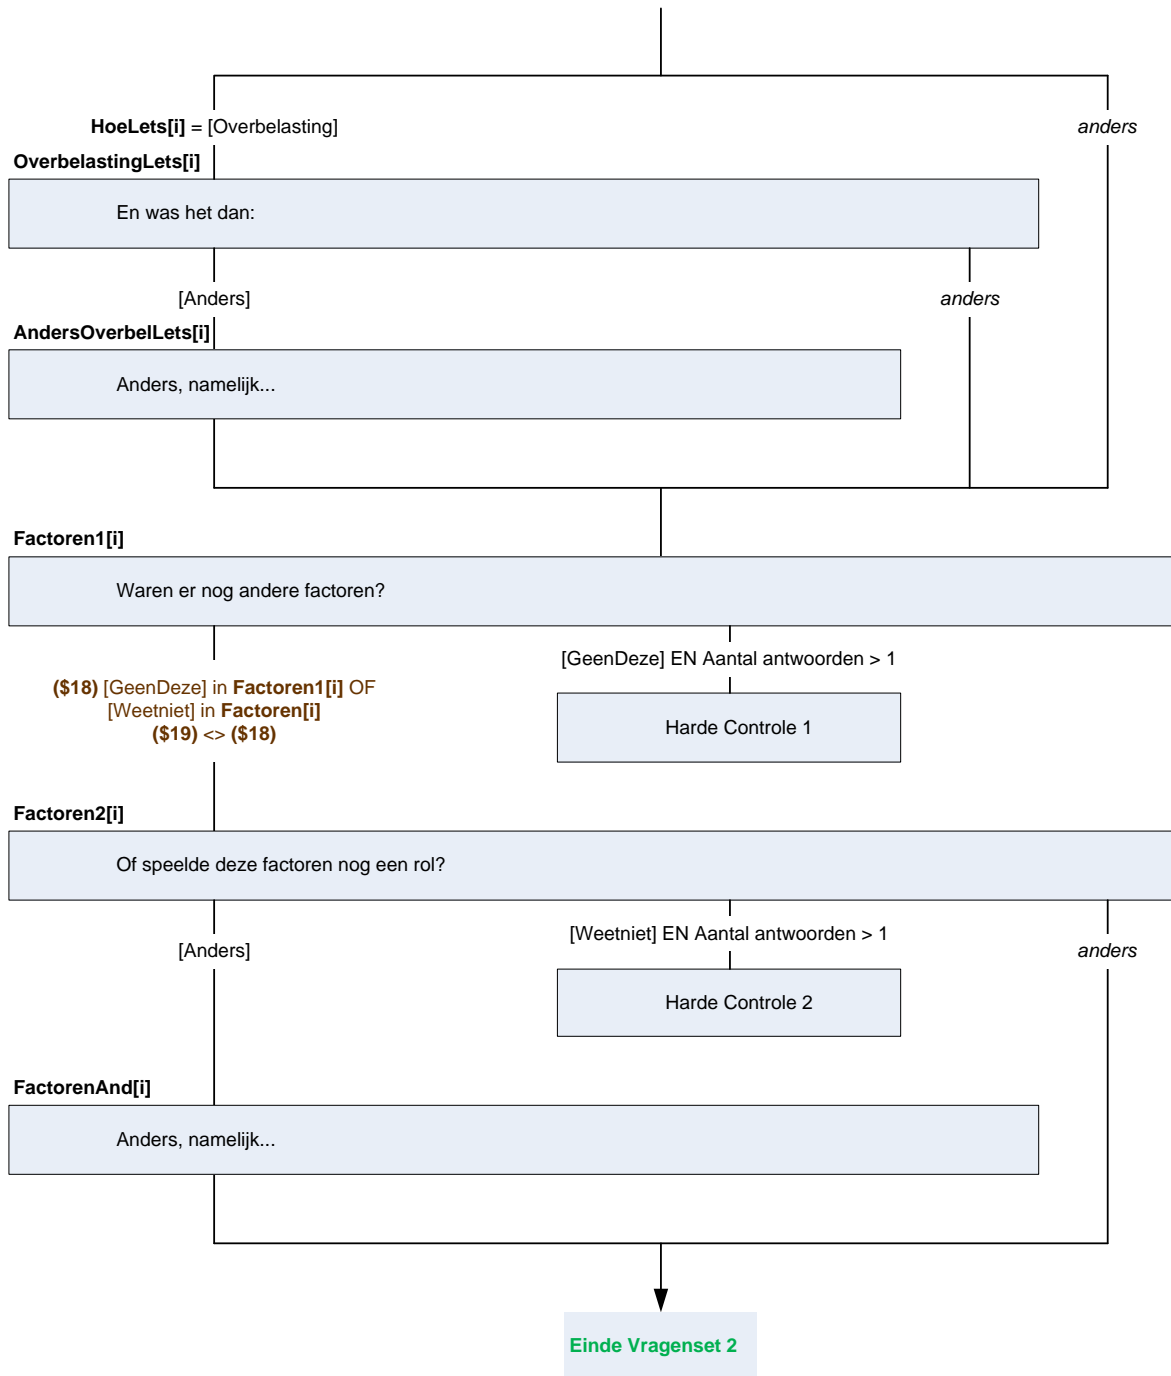 HoeLets[i] = [Overbelasting]
anders
OverbelastingLets[i]
En was het dan:
[Anders]
anders
AndersOverbelLets[i]
Anders, namelijk...
Factoren1[i]
Waren er nog andere factoren?
[GeenDeze] EN Aantal antwoorden > 1
($18) [GeenDeze] in Factoren1[i] OF
[Weetniet] in Factoren[i]
($19) <> ($18)
Harde Controle 1
Factoren2[i]
Of speelde deze factoren nog een rol?
[Weetniet] EN Aantal antwoorden > 1
[Anders]
anders
Harde Controle 2
FactorenAnd[i]
Anders, namelijk...
Einde Vragenset 2